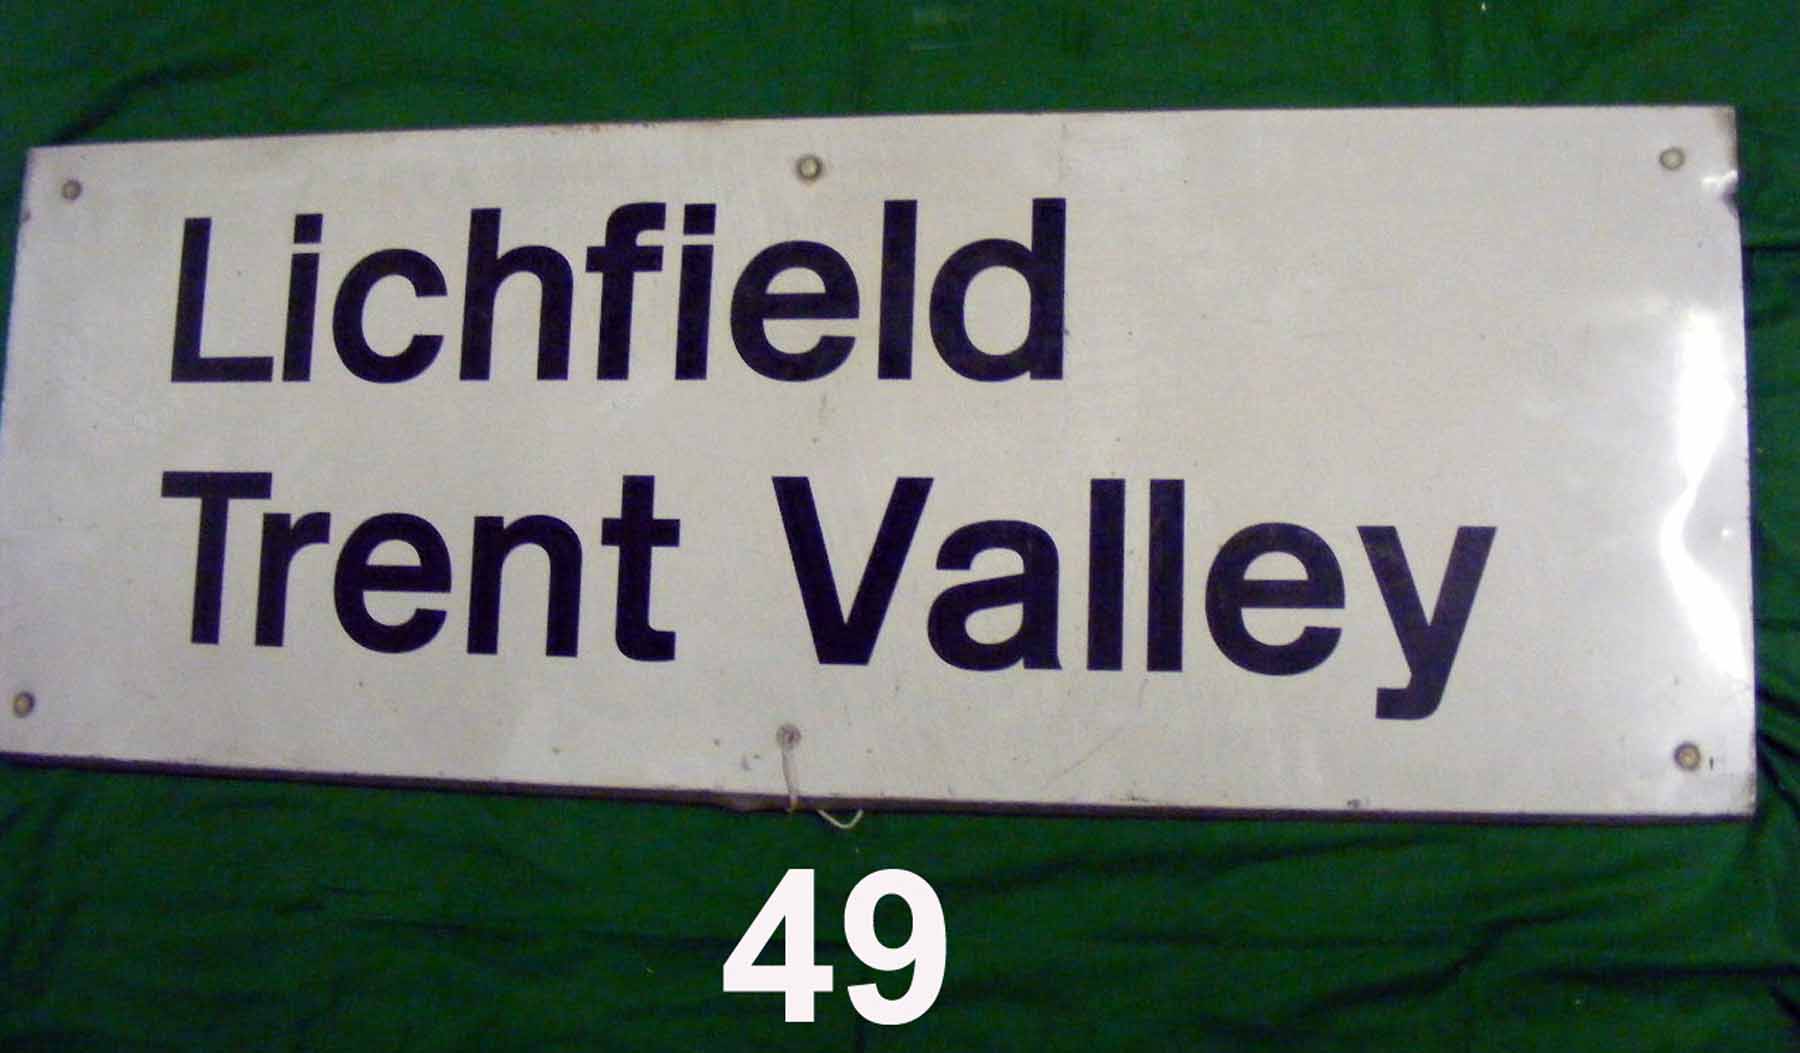 Lichfield
Trent Valley
49